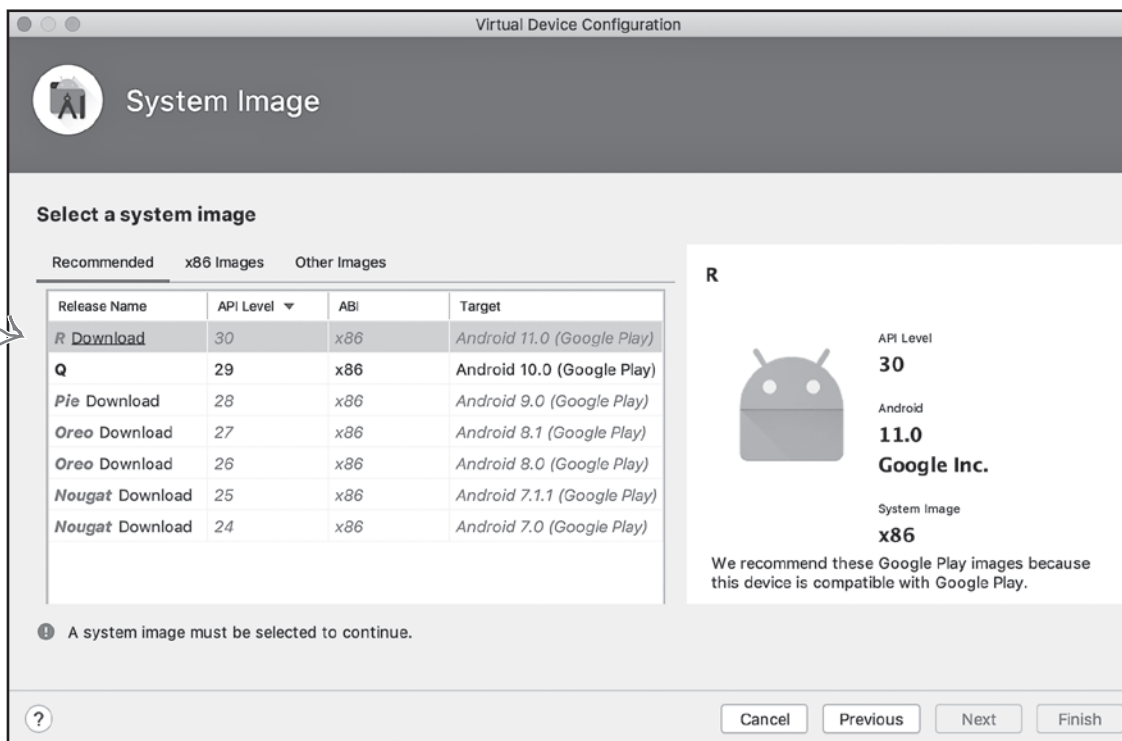 Virtual Device Configuration
System Image
Select a system image
Recommended x86 Images Other Images
Release Name API Level ABI Target
R Download 30 x86 Android 11.0 (Google Play)
Q 29 x86 Android 10.0 (Google Play)
Pie Download 28 x86 Android 9.0 (Google Play)
Oreo Download 27 x86 Android 8.1 (Google Play)
Oreo Download 26 x86 Android 8.0 (Google Play)
Nougat Download 25 x86 Android 7.1.1 (Google Play)
Nougat Download 24 x86 Android 7.0 (Google Play)
R
API Level
30
Android
11.0
Google Inc.
System Image
x86
We recommend these Google Play images because
this device is compatible with Google Play.
A system image must be selected to continue.
? Cancel Previous Next Finish